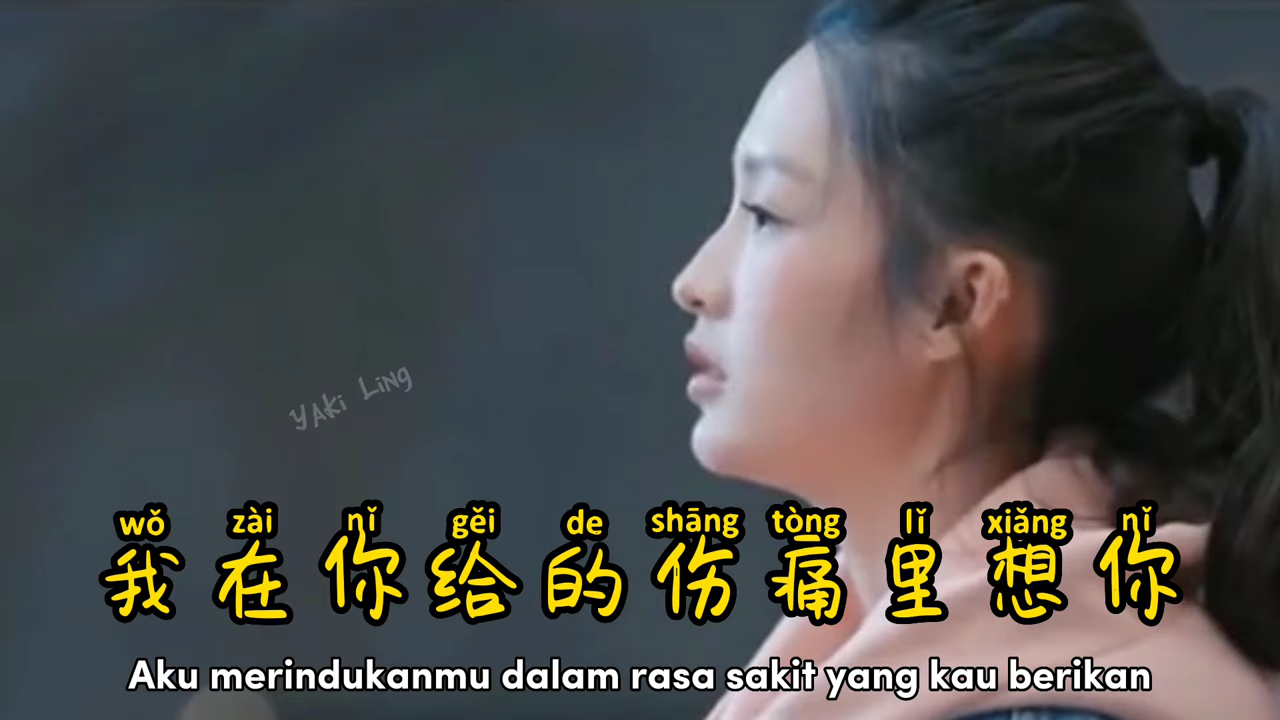 YAKi LiNg
wǒ zài nǐ gěi de shāng tòng lǐ xiǎng nǐ
我在你给的伤痛里想你
Aku merindukanmu dalam rasa sakit yang kau berikan